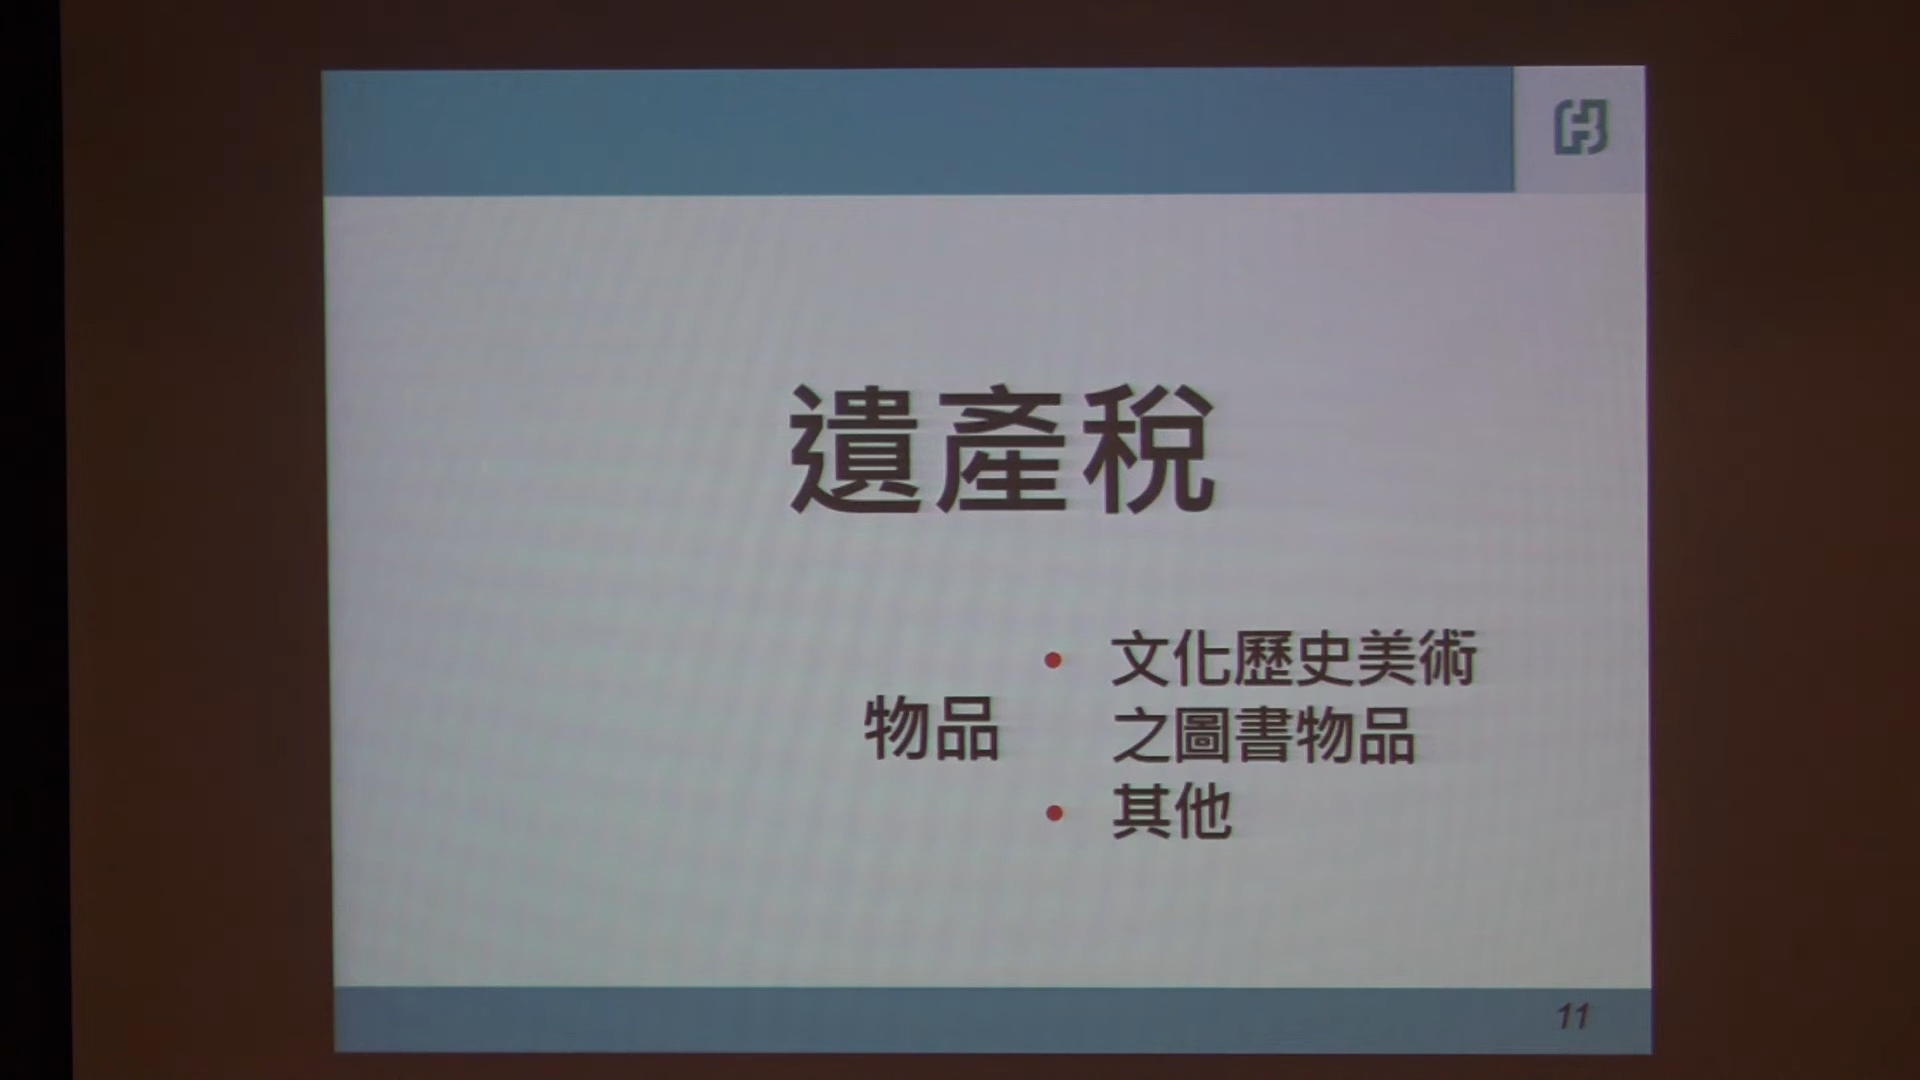 遺產稅
物品
• 文化歷史美術
之圖書物品
• 其他
11